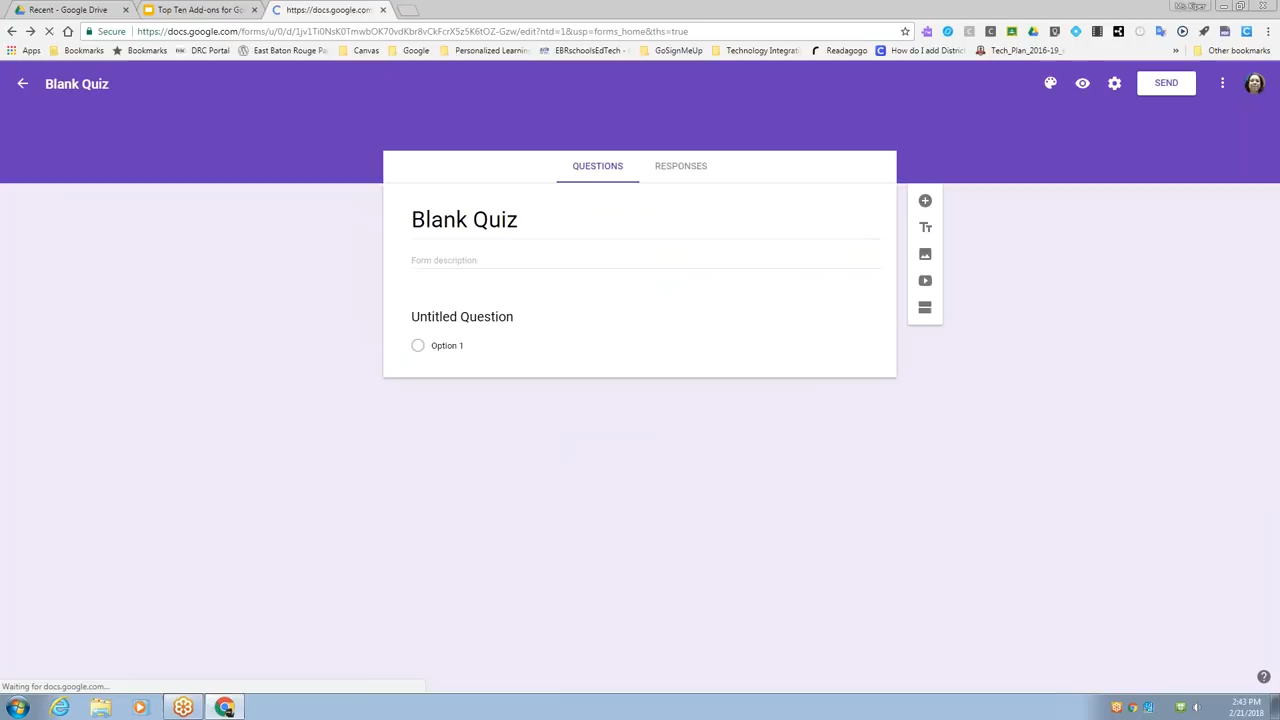 Recent - Google Drive
Top Ten Add-ons for Go
https://docs.google.com
Ms. Kiper
Secure
https://docs.google.com/forms/u/0/d/1jv1Ti0NsK0TmwbOK70vdKbr8vCkFcrX5z5K6tOZ-Gzw/edit?ntd=1&usp=forms_home&ths=true
Apps
Bookmarks
Bookmarks
DRC Portal
East Baton Rouge Pa
Canvas
Google
Personalized Learnin
EBRschoolsEdTech -
GoSignMeUp
Technology Integrati
Readagogo
How do I add Distric
Tech_Plan_2016-19_
»
Other bookmarks
Blank Quiz
SEND
QUESTIONS
RESPONSES
Blank Quiz
Form description
Untitled Question
Option 1
Waiting for docs.google.com...
2:43 PM
2/21/2018